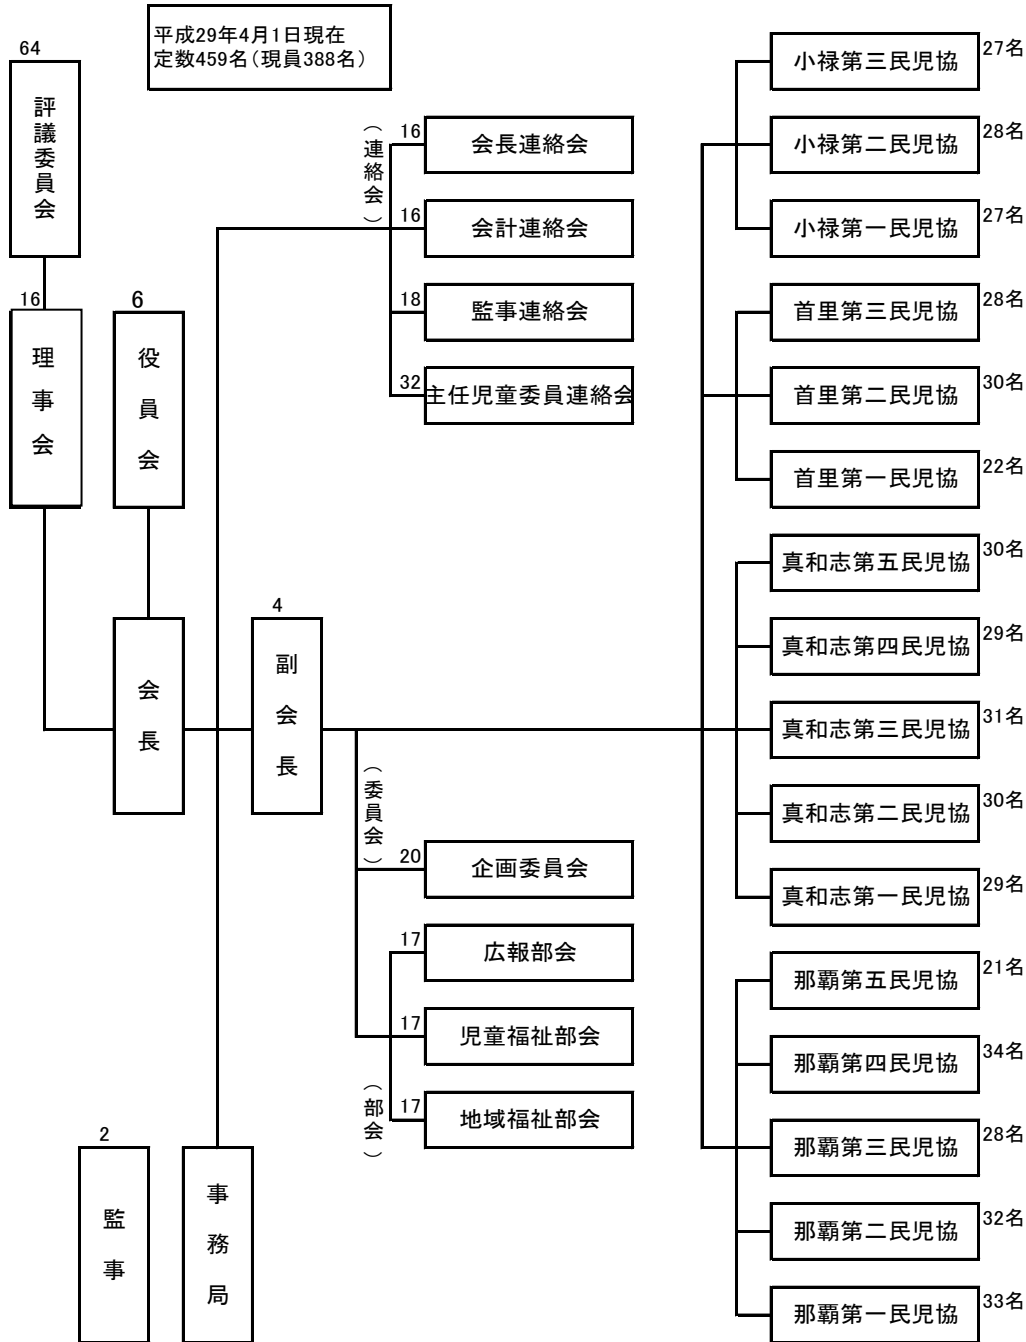 平成29年4月1日現在
定数459名（現員388名）
64
評議委員会
16
理事会
6
役員会
会長
4
副会長
2
監事
事務局
（連絡会）
16
会長連絡会
16
会計連絡会
18
監事連絡会
32
主任児童委員連絡会
（委員会）
20
企画委員会
17
広報部会
17
児童福祉部会
（部会）
17
地域福祉部会
小禄第三民児協
27名
小禄第二民児協
28名
小禄第一民児協
27名
首里第三民児協
28名
首里第二民児協
30名
首里第一民児協
22名
真和志第五民児協
30名
真和志第四民児協
29名
真和志第三民児協
31名
真和志第二民児協
30名
真和志第一民児協
29名
那覇第五民児協
21名
那覇第四民児協
34名
那覇第三民児協
28名
那覇第二民児協
32名
那覇第一民児協
33名